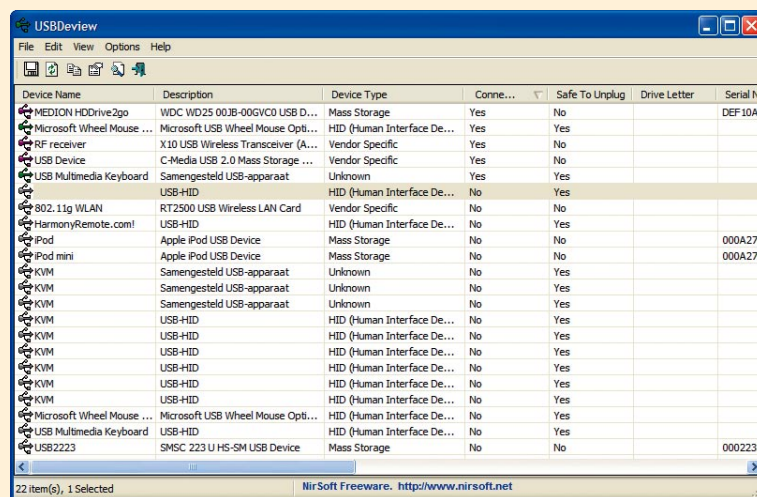 USBDeview
File Edit View Options Help
Device Name Description Device Type Conne... Safe To Unplug Drive Letter Serial N
MEDION HDDrive2go WDC WD25 00JB-00GVC0 USB D... Mass Storage Yes No DEF10A
Microsoft Wheel Mouse ... Microsoft USB Wheel Mouse Opti... HID (Human Interface De... Yes Yes
RF receiver X10 USB Wireless Transceiver (A... Vendor Specific Yes No
USB Device C-Media USB 2.0 Mass Storage ... Vendor Specific Yes No
USB Multimedia Keyboard Samengesteld USB-apparaat Unknown Yes Yes
USB-HID HID (Human Interface De... No Yes
802.11g WLAN RT2500 USB Wireless LAN Card Vendor Specific No No
HarmonyRemote.com! USB-HID HID (Human Interface De... No Yes
iPod Apple iPod USB Device Mass Storage No No 000A27
iPod mini Apple iPod USB Device Mass Storage No No 000A27
KVM Samengesteld USB-apparaat Unknown No Yes
KVM Samengesteld USB-apparaat Unknown No Yes
KVM Samengesteld USB-apparaat Unknown No Yes
KVM USB-HID HID (Human Interface De... No Yes
KVM USB-HID HID (Human Interface De... No Yes
KVM USB-HID HID (Human Interface De... No Yes
KVM USB-HID HID (Human Interface De... No Yes
KVM USB-HID HID (Human Interface De... No Yes
KVM USB-HID HID (Human Interface De... No Yes
Microsoft Wheel Mouse ... Microsoft USB Wheel Mouse Opti... HID (Human Interface De... No Yes
USB Multimedia Keyboard USB-HID HID (Human Interface De... No Yes
USB2223 SMSC 223 U HS-SM USB Device Mass Storage No No 000223
22 item(s), 1 Selected NirSoft Freeware. http://www.nirsoft.net